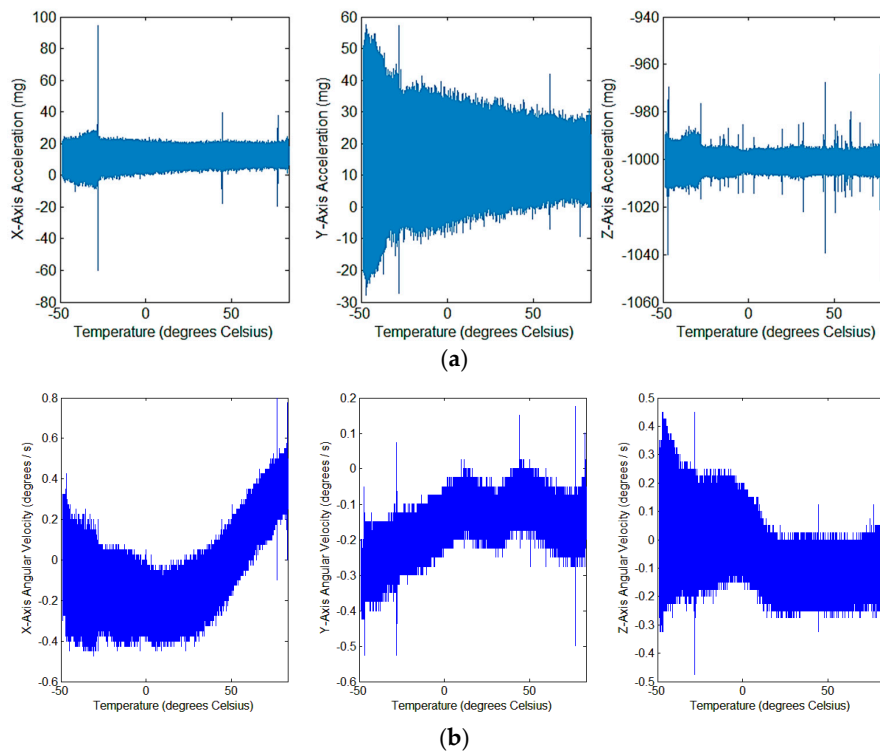 X-Axis Acceleration (mg)
100
80
60
40
20
0
-20
-40
-60
-80
-50 0 50
Temperature (degrees Celsius)
Y-Axis Acceleration (mg)
60
50
40
30
20
10
0
-10
-20
-30
-50 0 50
Temperature (degrees Celsius)
Z-Axis Acceleration (mg)
-940
-960
-980
-1000
-1020
-1040
-1060
-50 0 50
Temperature (degrees Celsius)
(a)
X-Axis Angular Velocity (degrees / s)
0.8
0.6
0.4
0.2
0
-0.2
-0.4
-0.6
-50 0 50
Temperature (degrees Celsius)
Y-Axis Angular Velocity (degrees / s)
0.2
0.1
0
-0.1
-0.2
-0.3
-0.4
-0.5
-0.6
-50 0 50
Temperature (degrees Celsius)
Z-Axis Angular Velocity (degrees / s)
0.5
0.4
0.3
0.2
0.1
0
-0.1
-0.2
-0.3
-0.4
-0.5
-50 0 50
Temperature (degrees Celsius)
(b)